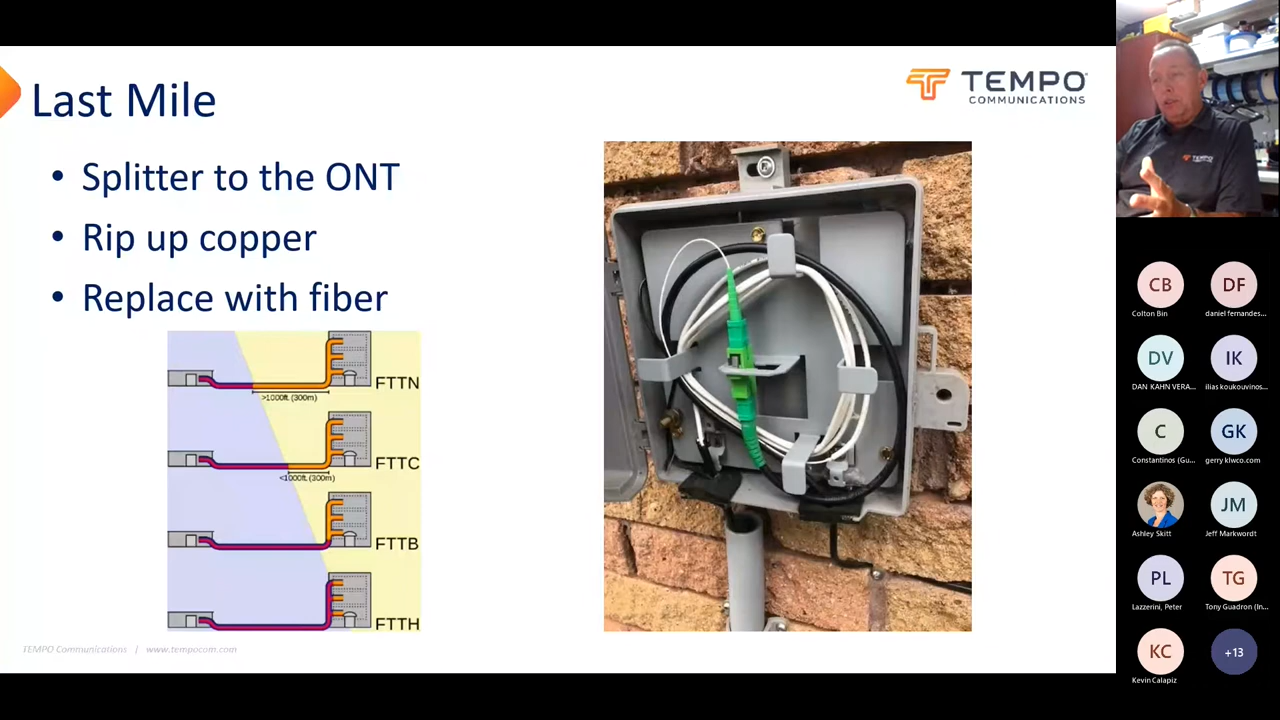 Last Mile
TEMPO
COMMUNICATIONS
• Splitter to the ONT
• Rip up copper
• Replace with fiber
FTTN
>1000ft. (300m)
FTTC
<1000ft. (300m)
FTTB
FTTH
TEMPO Communications | www.tempocom.com
TEMPO
CB
DF
Colton Bin
daniel fernandes...
DV
IK
DAN KAHN VERA...
ilias koukouvinos...
C
GK
Constantinos (Gu...
gerry klwco.com
JM
Ashley Skitt
Jeff Markwordt
PL
TG
Lazzerini, Peter
Tony Guadron (In...
KC
+13
Kevin Calapiz